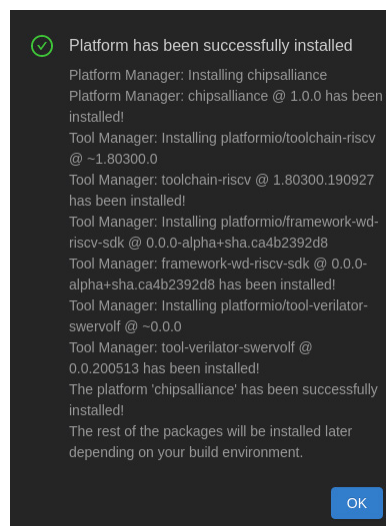 Platform has been successfully installed
Platform Manager: Installing chipsalliance
Platform Manager: chipsalliance @ 1.0.0 has been
installed!
Tool Manager: Installing platformio/toolchain-riscv
@ ~1.80300.0
Tool Manager: toolchain-riscv @ 1.80300.190927
has been installed!
Tool Manager: Installing platformio/framework-wd-
riscv-sdk @ 0.0.0-alpha+sha.ca4b2392d8
Tool Manager: framework-wd-riscv-sdk @ 0.0.0-
alpha+sha.ca4b2392d8 has been installed!
Tool Manager: Installing platformio/tool-verilator-
swervolf @ ~0.0.0
Tool Manager: tool-verilator-swervolf @
0.0.200513 has been installed!
The platform 'chipsalliance' has been successfully
installed!
The rest of the packages will be installed later
depending on your build environment.
OK